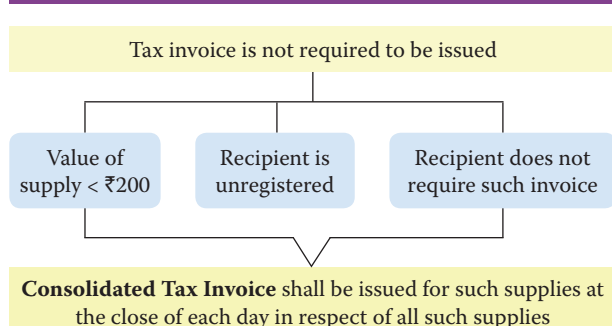 Tax invoice is not required to be issued
Value of
supply < ₹200
Recipient is
unregistered
Recipient does not
require such invoice
Consolidated Tax Invoice shall be issued for such supplies at
the close of each day in respect of all such supplies